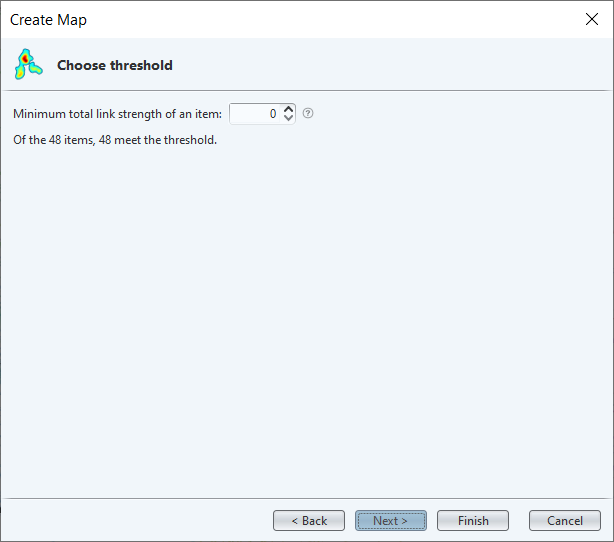 Create Map
Choose threshold
Minimum total link strength of an item: 0
Of the 48 items, 48 meet the threshold.
< Back Next > Finish Cancel